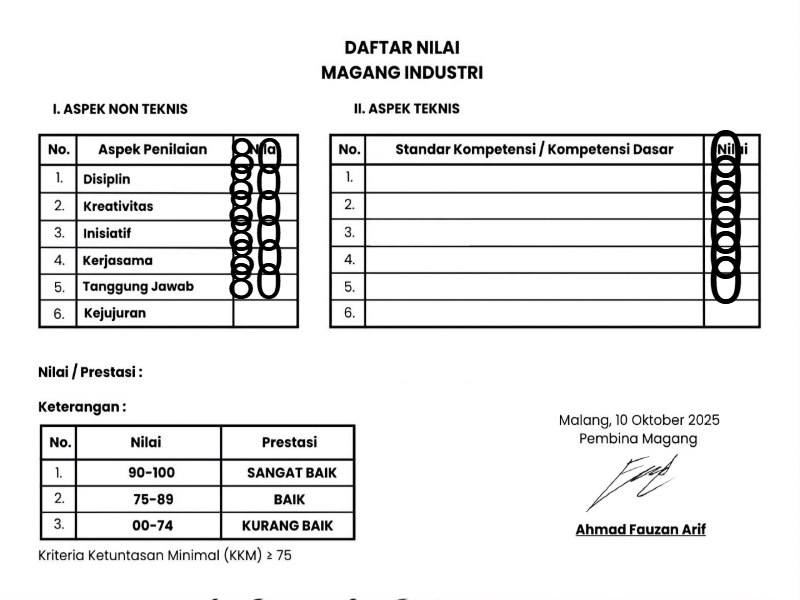 DAFTAR NILAI
MAGANG INDUSTRI
I. ASPEK NON TEKNIS
No. Aspek Penilaian Nilai
1. Disiplin
2. Kreativitas
3. Inisiatif
4. Kerjasama
5. Tanggung Jawab
6. Kejujuran
II. ASPEK TEKNIS
No. Standar Kompetensi / Kompetensi Dasar Nilai
1.
2.
3.
4.
5.
6.
Nilai / Prestasi :
Keterangan :
No. Nilai Prestasi
1. 90-100 SANGAT BAIK
2. 75-89 BAIK
3. 00-74 KURANG BAIK
Kriteria Ketuntasan Minimal (KKM) ≥ 75
Malang, 10 Oktober 2025
Pembina Magang
Ahmad Fauzan Arif